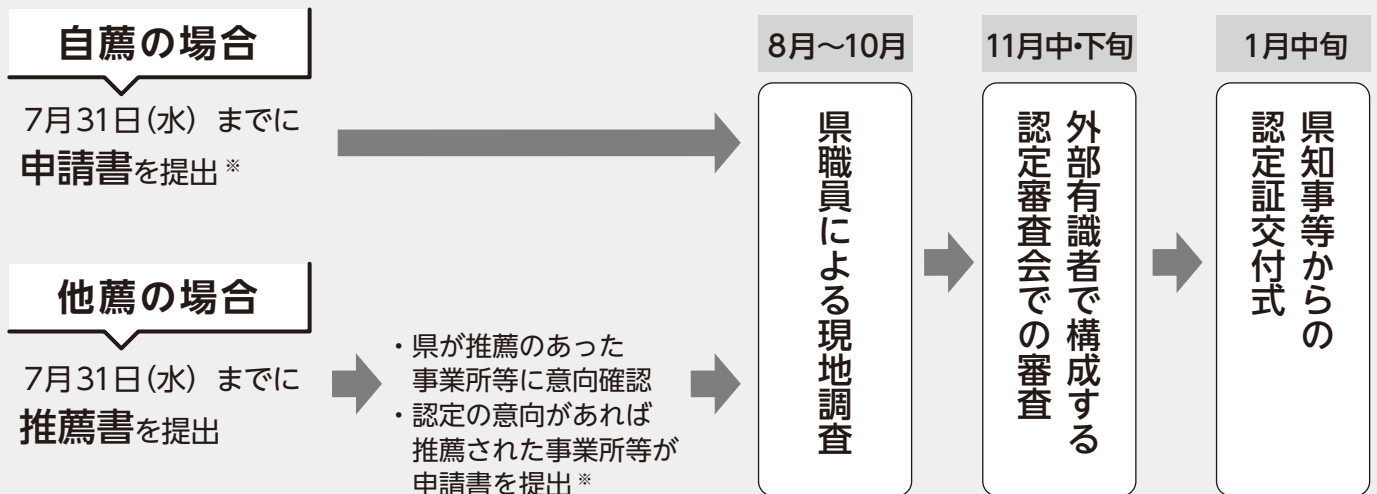 自薦の場合
7月31日(水) までに
申請書を提出※
他薦の場合
7月31日(水) までに
推薦書を提出
・県が推薦のあった
事業所等に意向確認
・認定の意向があれば
推薦された事業所等が
申請書を提出※
8月〜10月
県職員による現地調査
11月中・下旬
外部有識者で構成する
認定審査会での審査
1月中旬
県知事等からの
認定証交付式